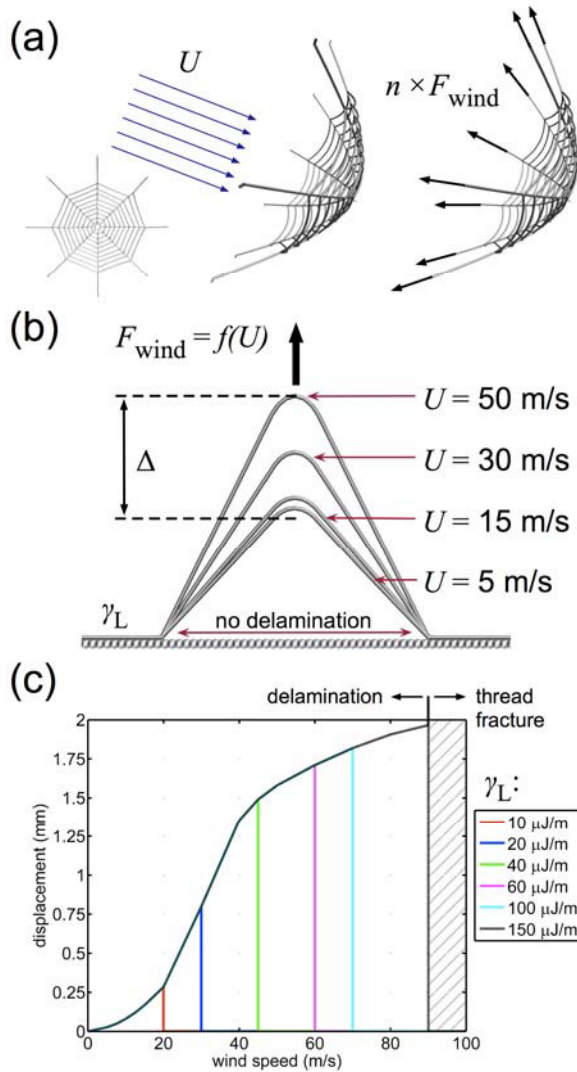 (a)
U
n × F_wind
(b)
F_wind = f(U)
U = 50 m/s
Δ
U = 30 m/s
U = 15 m/s
U = 5 m/s
γ_L
no delamination
(c)
delamination
thread
fracture
2
1.75
1.5
1.25
1
0.75
0.5
0.25
0
displacement (mm)
0
20
40
60
80
100
wind speed (m/s)
γ_L:
10 μJ/m
20 μJ/m
40 μJ/m
60 μJ/m
100 μJ/m
150 μJ/m